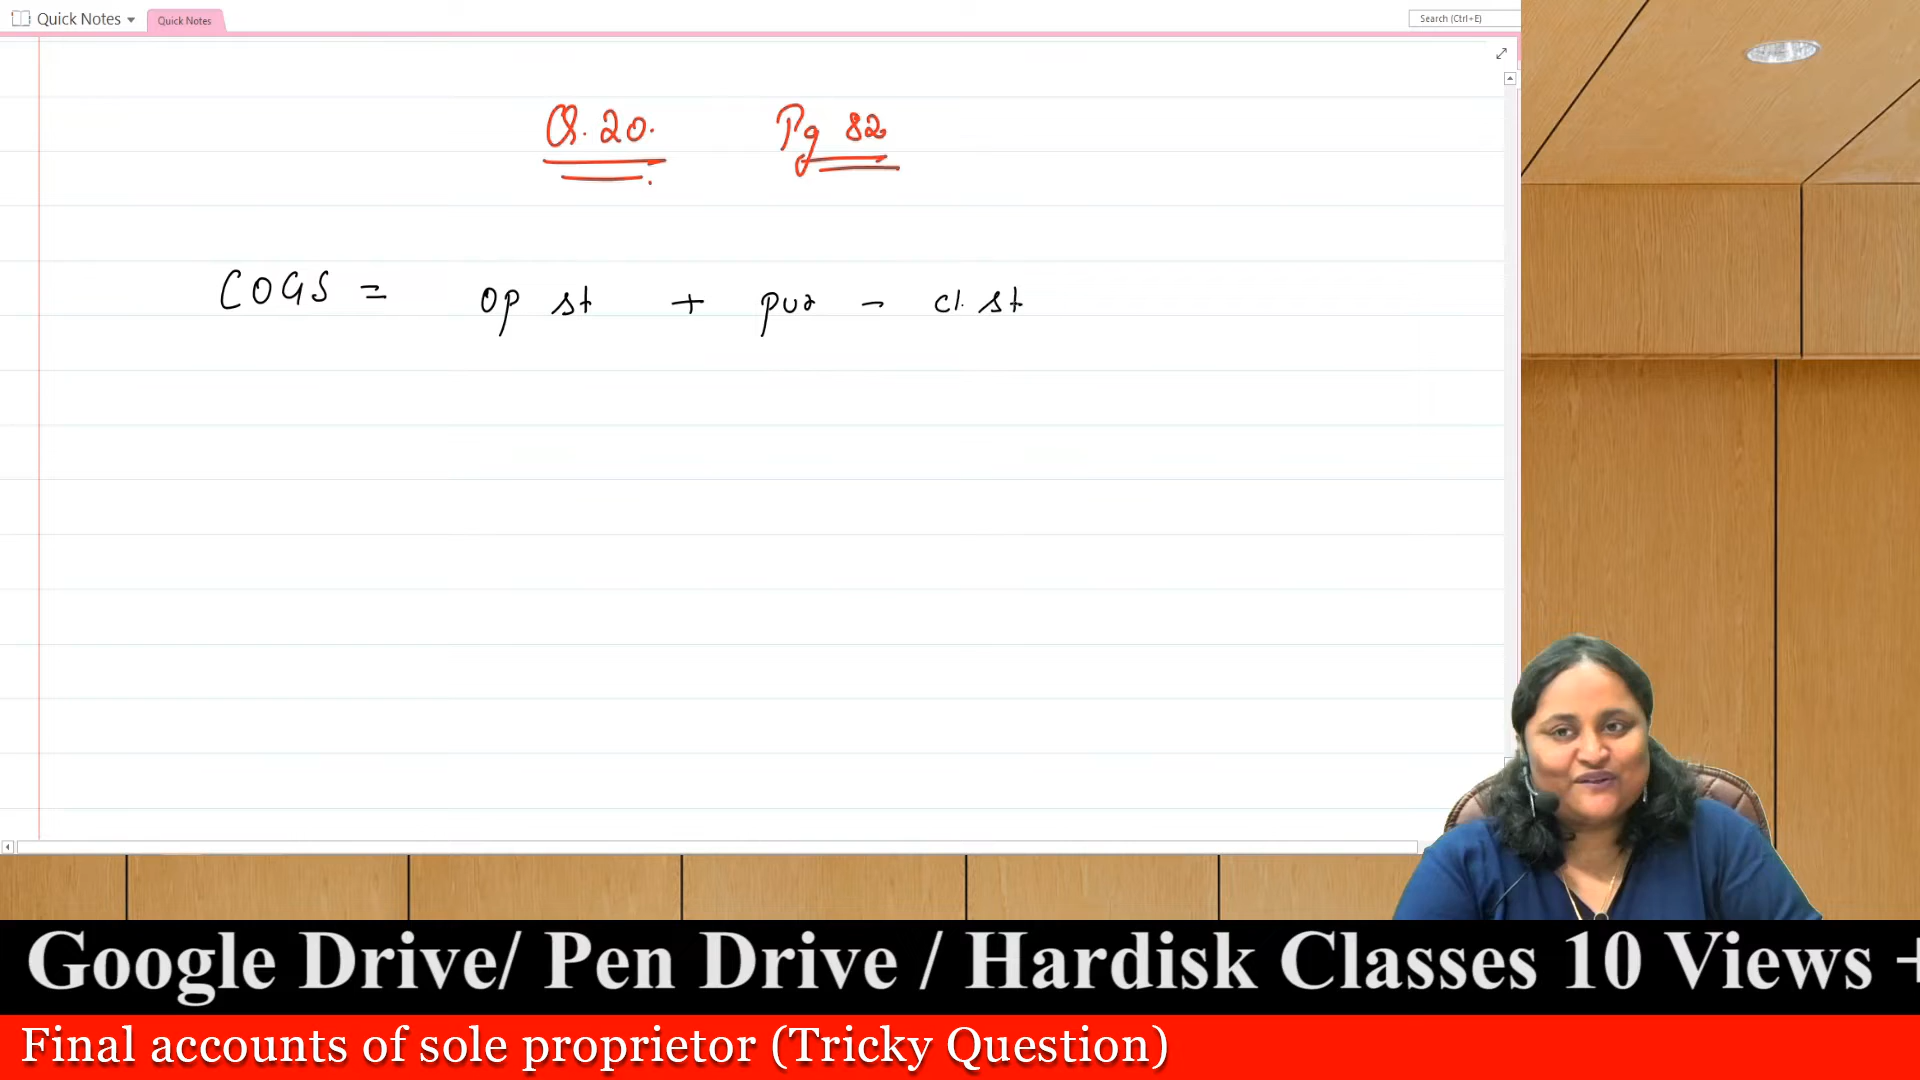 Quick Notes Quick Notes Search (Ctrl+E)
Q. 20. Pg 82
COGS = Op st + pur - cl. st
Google Drive/ Pen Drive / Hardisk Classes 10 Views +
Final accounts of sole proprietor (Tricky Question)